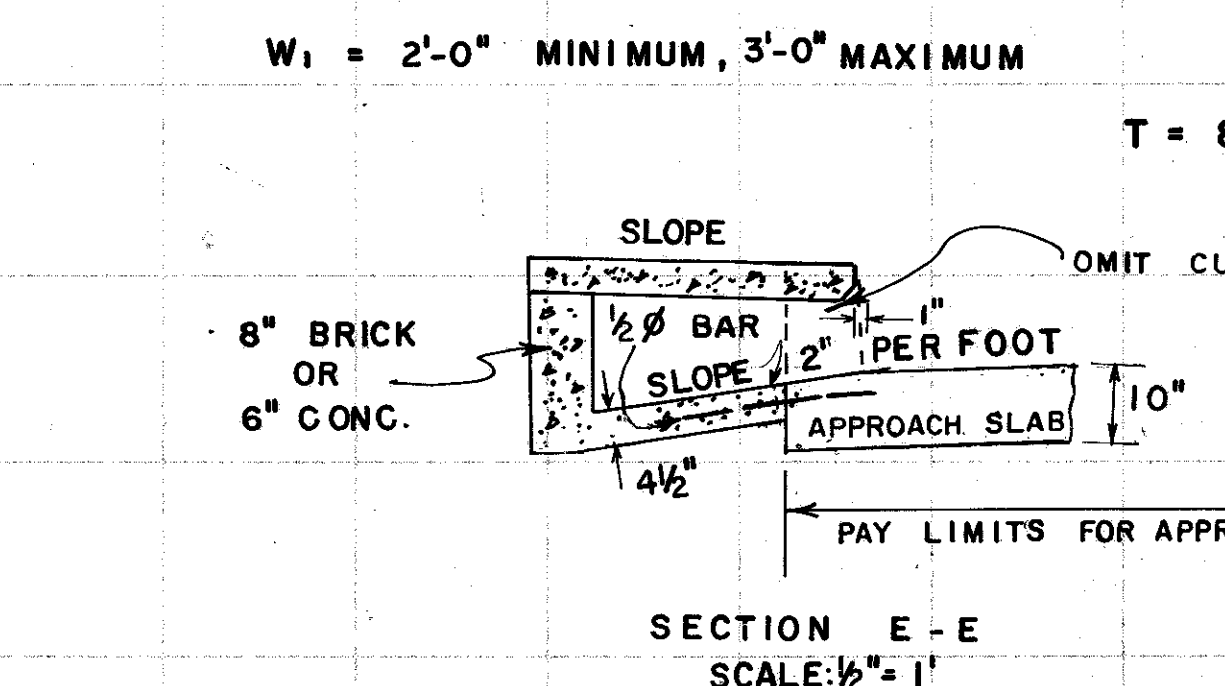 W₁ = 2'-0" MINIMUM, 3'-0" MAXIMUM
T =
SLOPE
OMIT
8" BRICK
OR
6" CONC.
½ Ø BAR
1"
SLOPE 2" PER FOOT
10"
APPROACH SLAB
4½"
PAY LIMITS FOR
SECTION E-E
SCALE: ½" = 1'